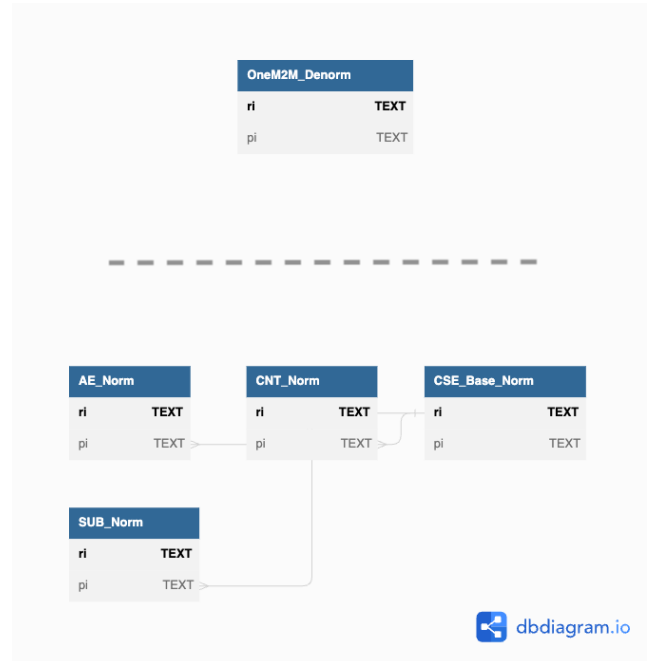 OneM2M_Denorm
ri TEXT
pi TEXT
AE_Norm
ri TEXT
pi TEXT
CNT_Norm
ri TEXT
pi TEXT
CSE_Base_Norm
ri TEXT
pi TEXT
SUB_Norm
ri TEXT
pi TEXT
dbdiagram.io